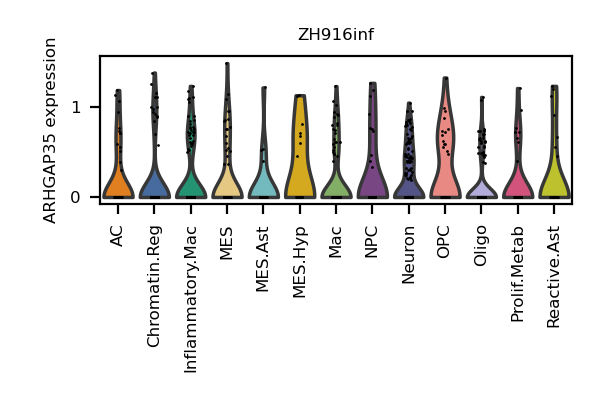 ZH916inf
ARHGAP35 expression
1
0
AC
Chromatin.Reg
Inflammatory.Mac
MES
MES.Ast
MES.Hyp
Mac
NPC
Neuron
OPC
Oligo
Prolif.Metab
Reactive.Ast